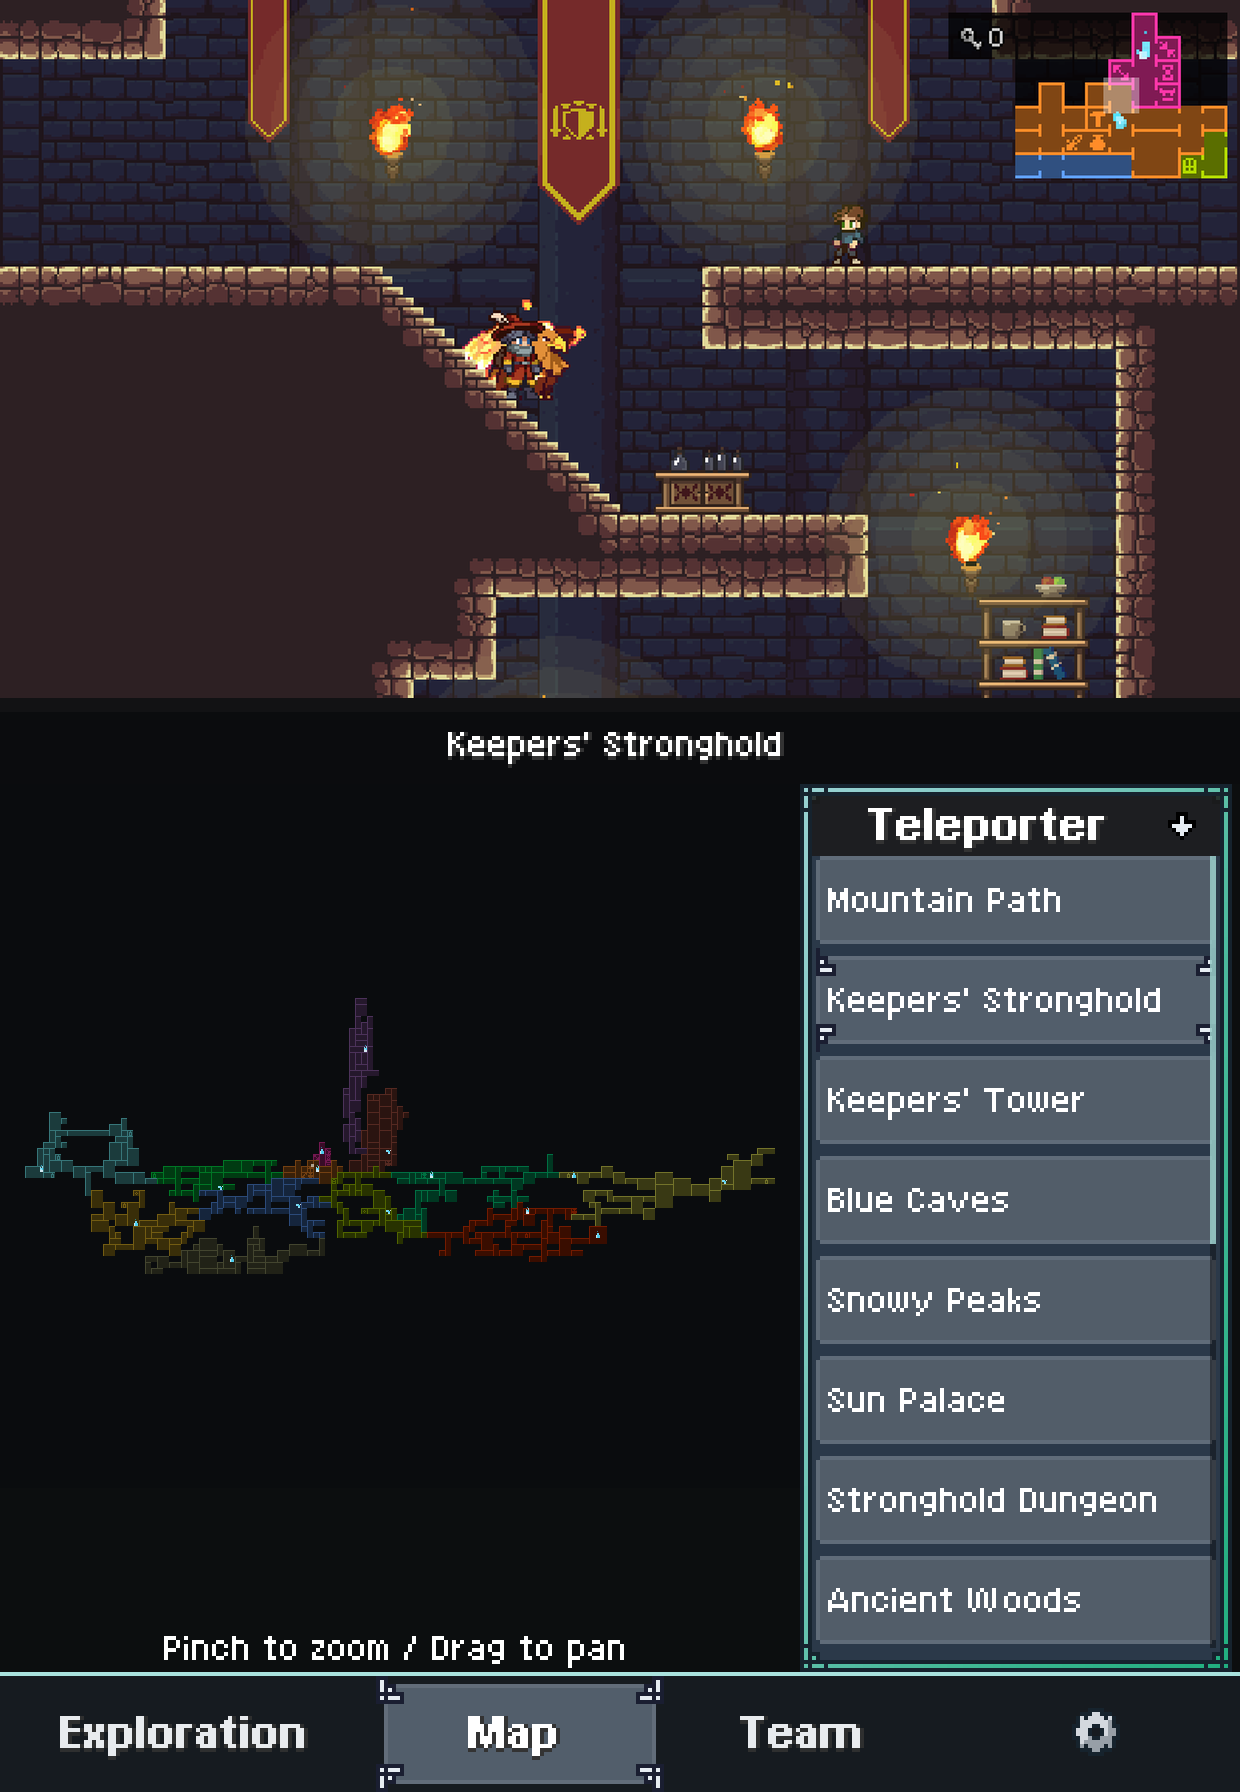 0
Keepers' Stronghold
Teleporter
Mountain Path
Keepers' Stronghold
Keepers' Tower
Blue Caves
Snowy Peaks
Sun Palace
Stronghold Dungeon
Ancient Woods
Pinch to zoom / Drag to pan
Exploration
Map
Team